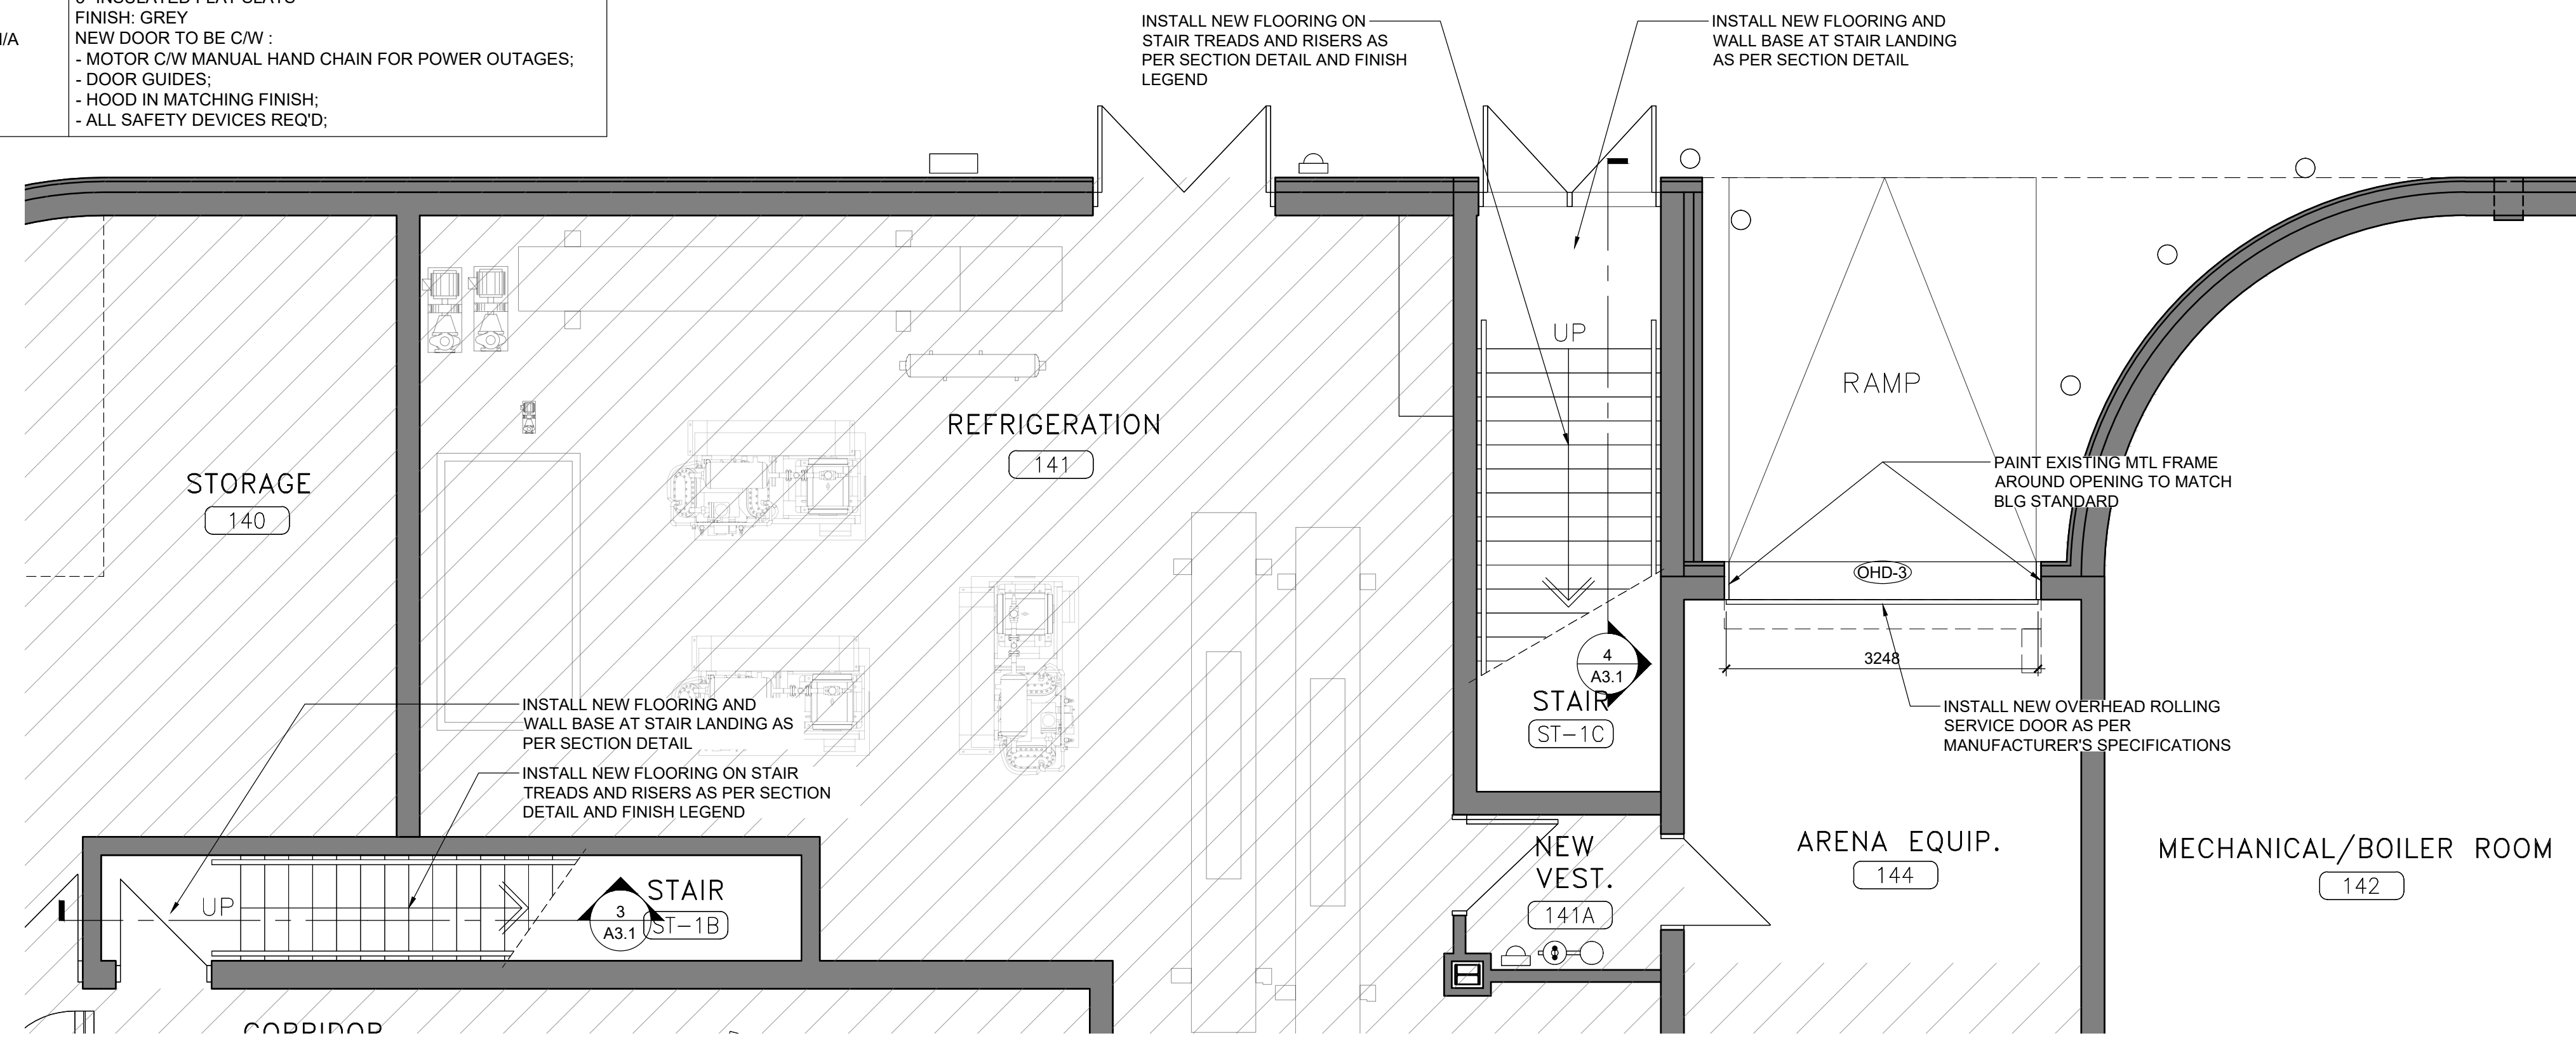 FINISH: GREY
N/A
NEW DOOR TO BE C/W :
- MOTOR C/W MANUAL HAND CHAIN FOR POWER OUTAGES;
- DOOR GUIDES;
- HOOD IN MATCHING FINISH;
- ALL SAFETY DEVICES REQ'D;
INSTALL NEW FLOORING ON
STAIR TREADS AND RISERS AS
PER SECTION DETAIL AND FINISH
LEGEND
INSTALL NEW FLOORING AND
WALL BASE AT STAIR LANDING
AS PER SECTION DETAIL
UP
RAMP
REFRIGERATION
141
STORAGE
140
PAINT EXISTING MTL FRAME
AROUND OPENING TO MATCH
BLG STANDARD
OHD-3
3248
4
A3.1
STAIR
ST-1C
INSTALL NEW OVERHEAD ROLLING
SERVICE DOOR AS PER
MANUFACTURER'S SPECIFICATIONS
INSTALL NEW FLOORING AND
WALL BASE AT STAIR LANDING AS
PER SECTION DETAIL
INSTALL NEW FLOORING ON STAIR
TREADS AND RISERS AS PER SECTION
DETAIL AND FINISH LEGEND
NEW
VEST.
141A
ARENA EQUIP.
144
MECHANICAL/BOILER ROOM
142
UP
3
A3.1
STAIR
ST-1B
CORRIDOR